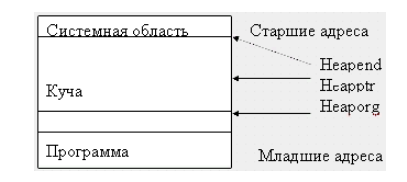 Системная область
Старшие адреса
Heapend
Heapptr
Куча
Heaporg
Программа
Младшие адреса